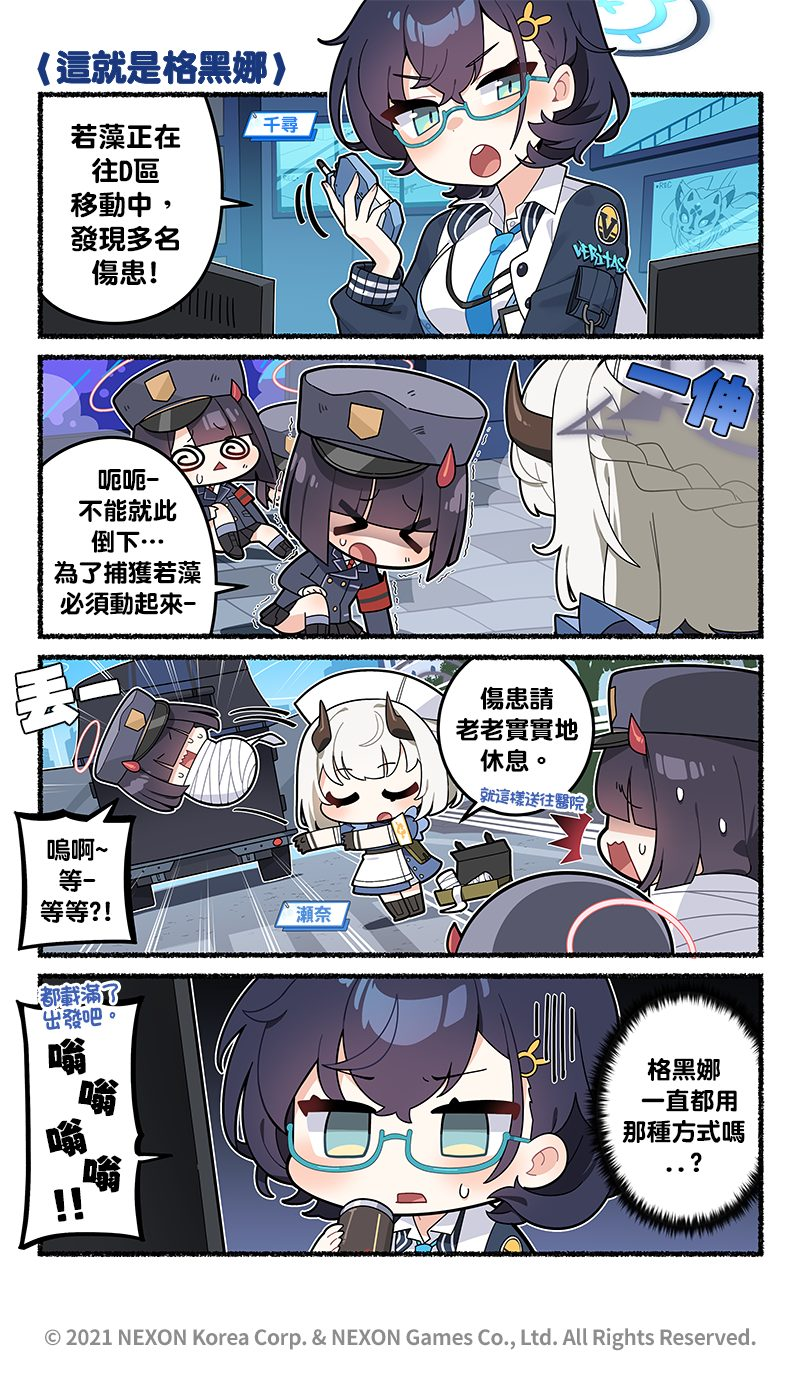 《這就是格黑娜》
千尋
若藻正在
往D區
移動中，
發現多名
傷患!
REC
VERITAS
一伸
呃呃-
不能就此
倒下…
為了捕獲若藻
必須動起來-
丟一
傷患請
老老實實地
休息。
就這樣送往醫院
嗚啊~
等-
等等?!
瀨奈
都載滿了
出發吧。
嗡
嗡
嗡
嗡
!!
格黑娜
一直都用
那種方式嗎
..?
© 2021 NEXON Korea Corp. & NEXON Games Co., Ltd. All Rights Reserved.